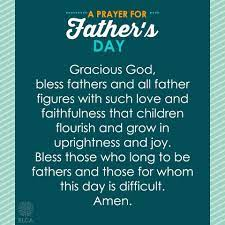 A PRAYER FOR
Father's
DAY
Gracious God,
bless fathers and all father
figures with such love and
faithfulness that children
flourish and grow in
uprightness and joy.
Bless those who long to be
fathers and those for whom
this day is difficult.
Amen.
ELCA